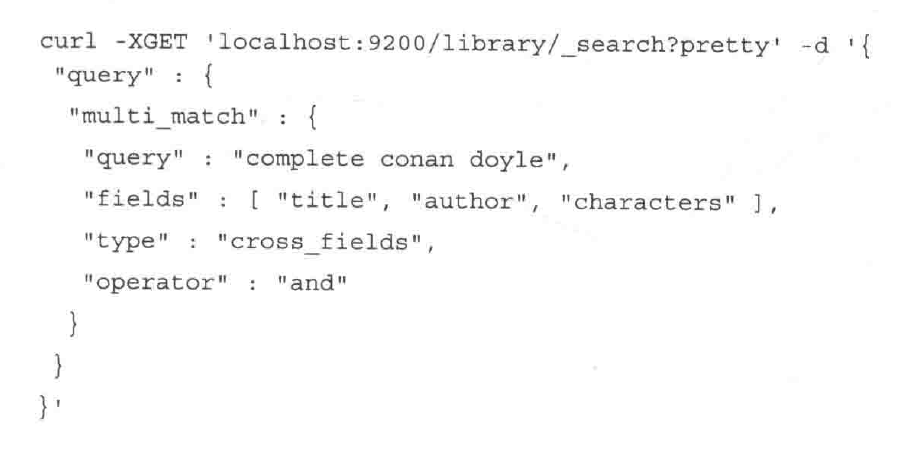 curl -XGET 'localhost:9200/library/_search?pretty' -d '{
"query" : {
"multi_match" : {
"query" : "complete conan doyle",
"fields" : [ "title", "author", "characters" ],
"type" : "cross_fields",
"operator" : "and"
}
}
}'